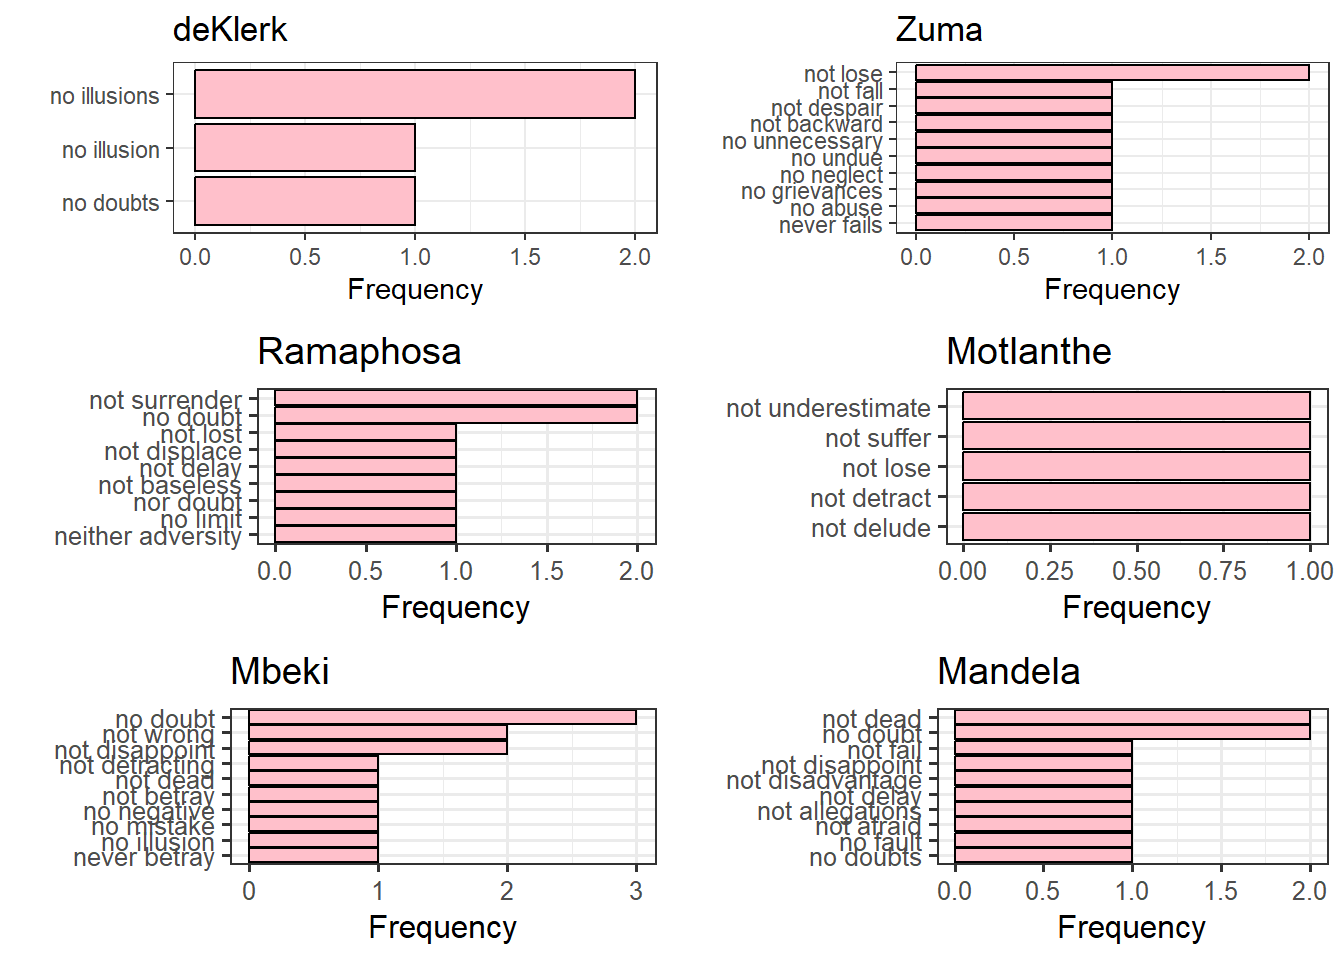 deKlerk
no illusions
no illusion
no doubts
0.0 0.5 1.0 1.5 2.0
Frequency
Zuma
not lose
not fall
not despair
not backward
no unnecessary
no undue
no neglect
no grievances
no abuse
never fails
0.0 0.5 1.0 1.5 2.0
Frequency
Ramaphosa
not surrender
no doubt
not lost
not displace
not delay
not baseless
nor doubt
no limit
neither adversity
0.0 0.5 1.0 1.5 2.0
Frequency
Motlanthe
not underestimate
not suffer
not lose
not detract
not delude
0.00 0.25 0.50 0.75 1.00
Frequency
Mbeki
no doubt
not wrong
not disappoint
not detracting
not dead
not betray
no negative
no mistake
no illusion
never betray
0 1 2 3
Frequency
Mandela
not dead
no doubt
not fail
not disappoint
not disadvantage
not delay
not allegations
not afraid
no fault
no doubts
0.0 0.5 1.0 1.5 2.0
Frequency